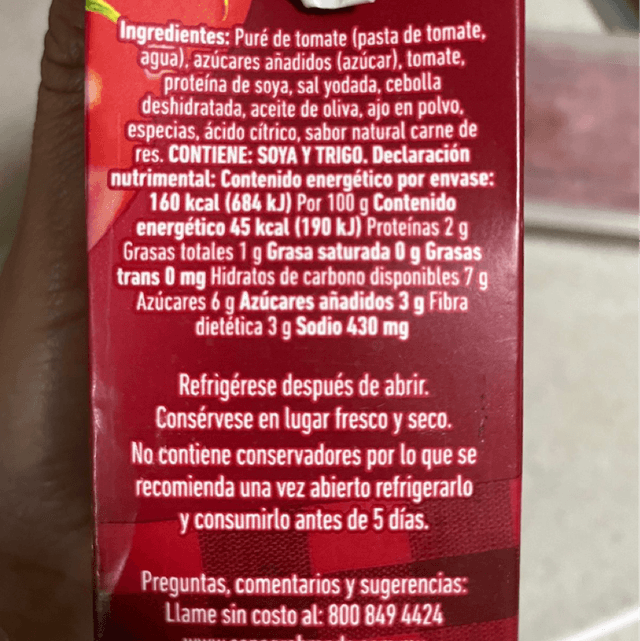 Ingredientes: Puré de tomate (pasta de tomate,
agua), azúcares añadidos (azúcar), tomate,
proteína de soya, sal yodada, cebolla
deshidratada, aceite de oliva, ajo en polvo,
especias, ácido cítrico, sabor natural carne de
res. CONTIENE: SOYA Y TRIGO. Declaración
nutrimental: Contenido energético por envase:
160 kcal (684 kJ) Por 100 g Contenido
energético 45 kcal (190 kJ) Proteínas 2 g
Grasas totales 1 g Grasa saturada 0 g Grasas
trans 0 mg Hidratos de carbono disponibles 7 g
Azúcares 6 g Azúcares añadidos 3 g Fibra
dietética 3 g Sodio 430 mg
Refrigérese después de abrir.
Consérvese en lugar fresco y seco.
No contiene conservadores por lo que se
recomienda una vez abierto refrigerarlo
y consumirlo antes de 5 días.
Preguntas, comentarios y sugerencias:
Llame sin costo al: 800 849 4424